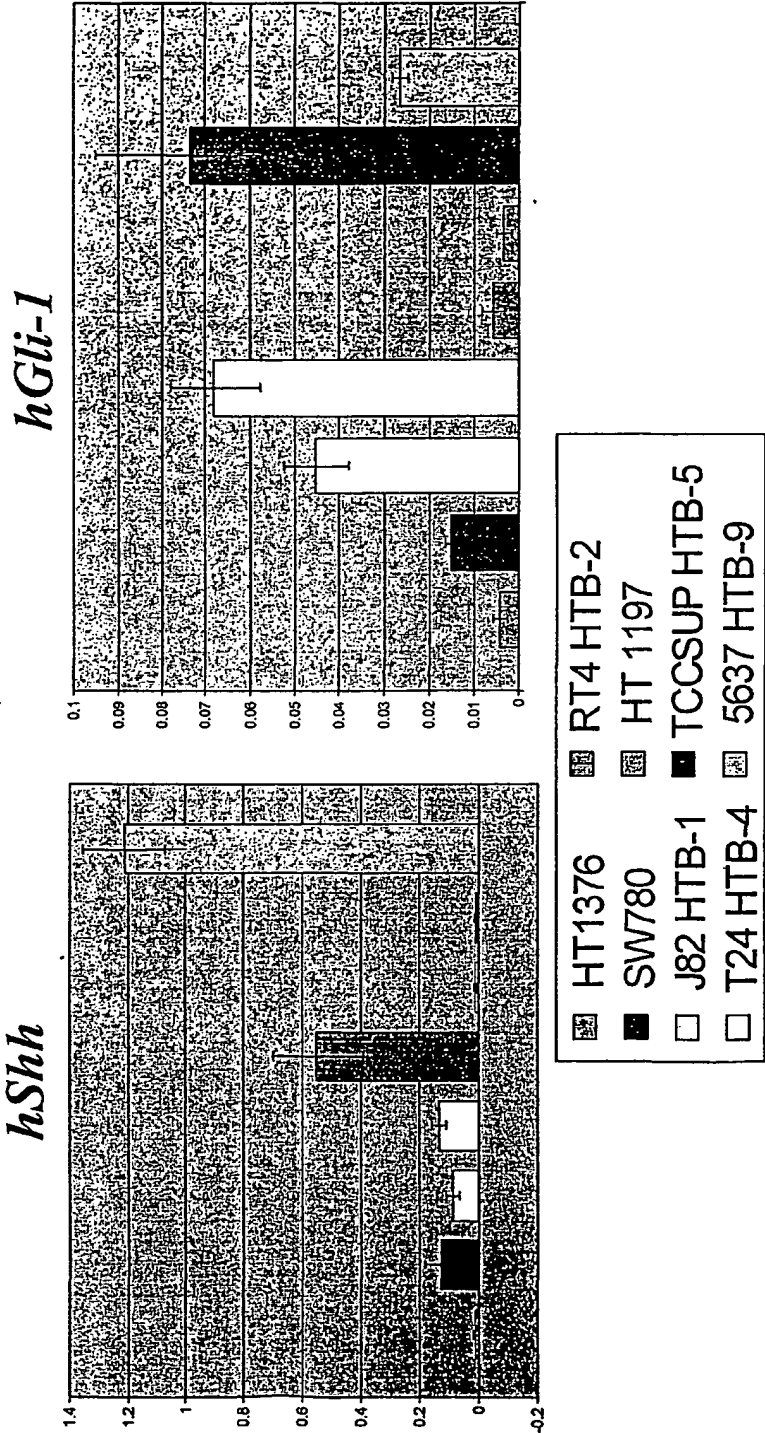 hShh
1.4
1.2
1
0.8
0.6
0.4
0.2
0
-0.2
hGli-1
0.1
0.09
0.08
0.07
0.06
0.05
0.04
0.03
0.02
0.01
0
HT1376
SW780
J82 HTB-1
T24 HTB-4
RT4 HTB-2
HT 1197
TCCSUP HTB-5
5637 HTB-9